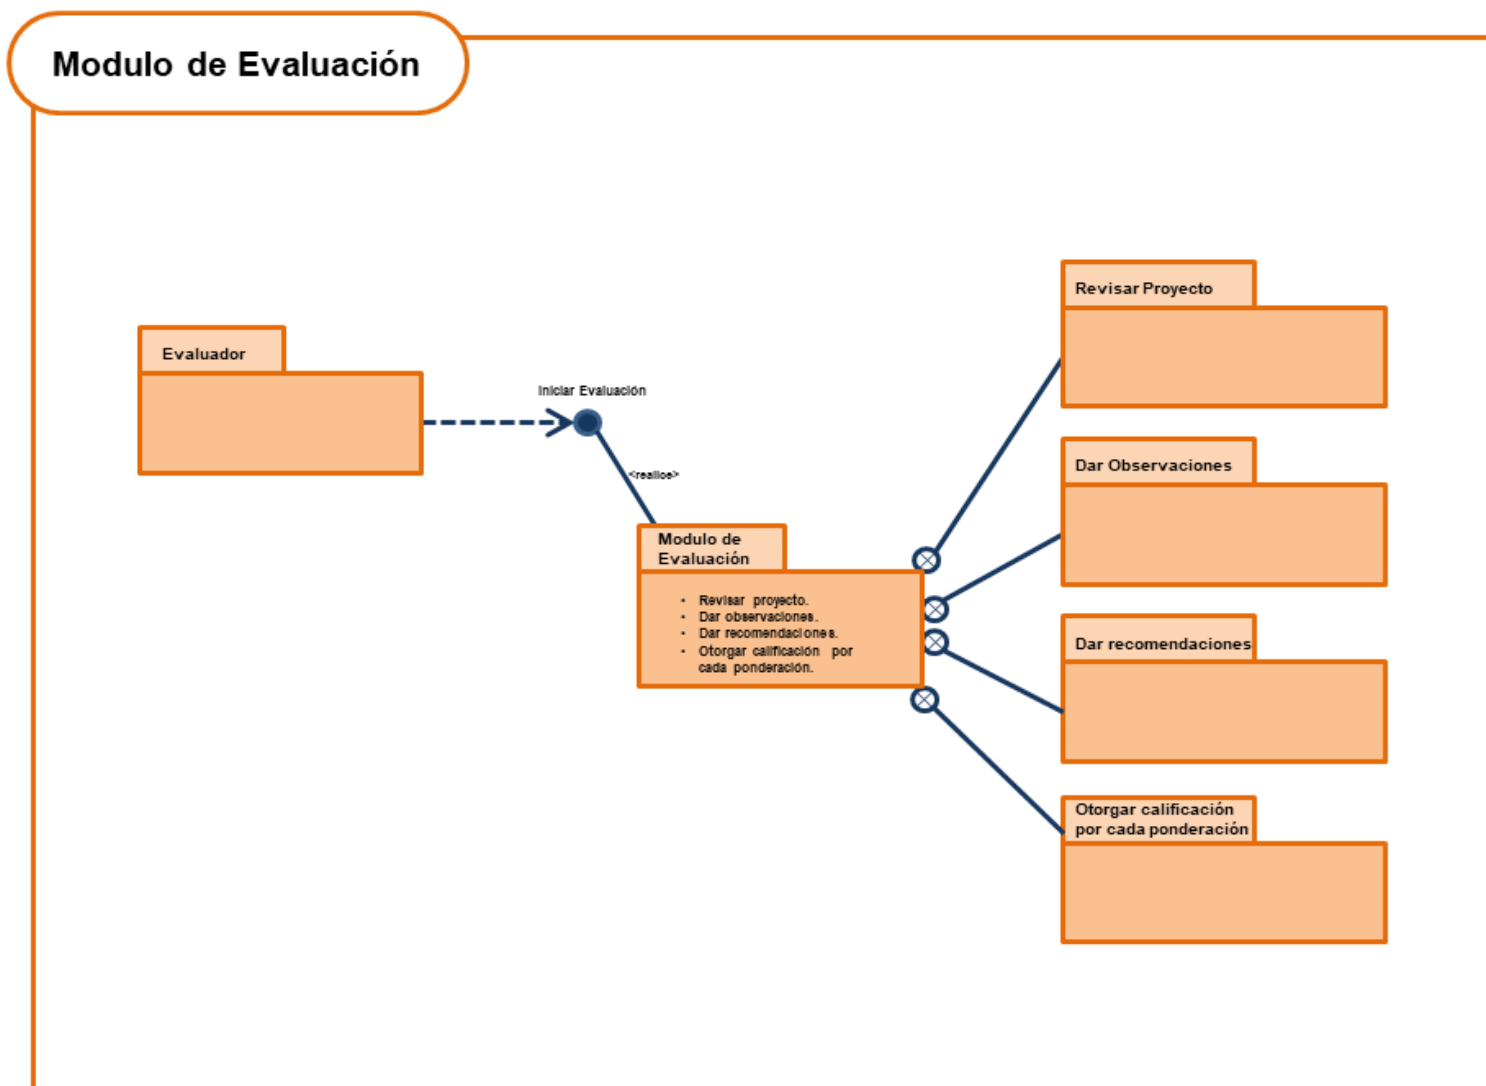 Modulo de Evaluación
Evaluador
Iniciar Evaluación
<realice>
Modulo de
Evaluación
• Revisar proyecto.
• Dar observaciones.
• Dar recomendaciones.
• Otorgar calificación por
cada ponderación.
Revisar Proyecto
Dar Observaciones
Dar recomendaciones
Otorgar calificación
por cada ponderación